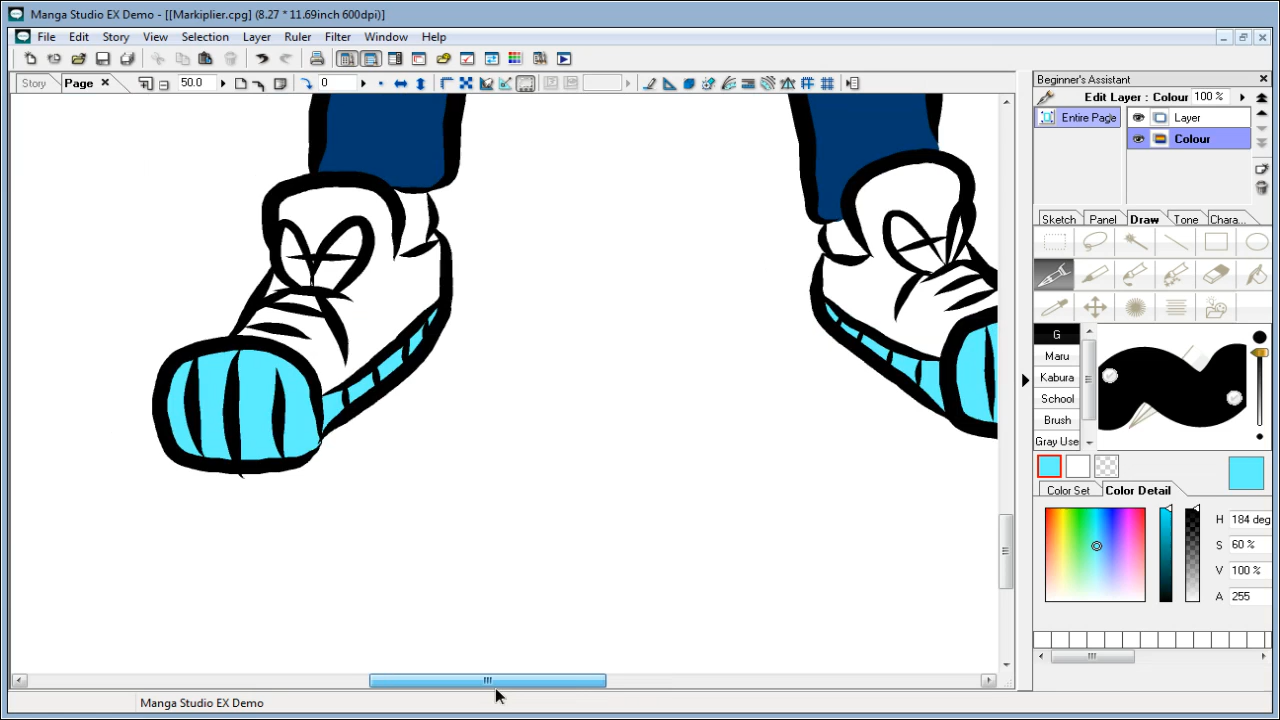 Manga Studio EX Demo - [[Markiplier.cpg] (8.27 * 11.69inch 600dpi)]
File Edit Story View Selection Layer Ruler Filter Window Help
Story Page 50.0 0
Beginner's Assistant
Edit Layer : Colour 100 %
Entire Page
Layer
Colour
Sketch Panel Draw Tone Chara...
G
Maru
Kabura
School
Brush
Gray Use
Color Set Color Detail
H 184 deg
S 60 %
V 100 %
A 255
Manga Studio EX Demo